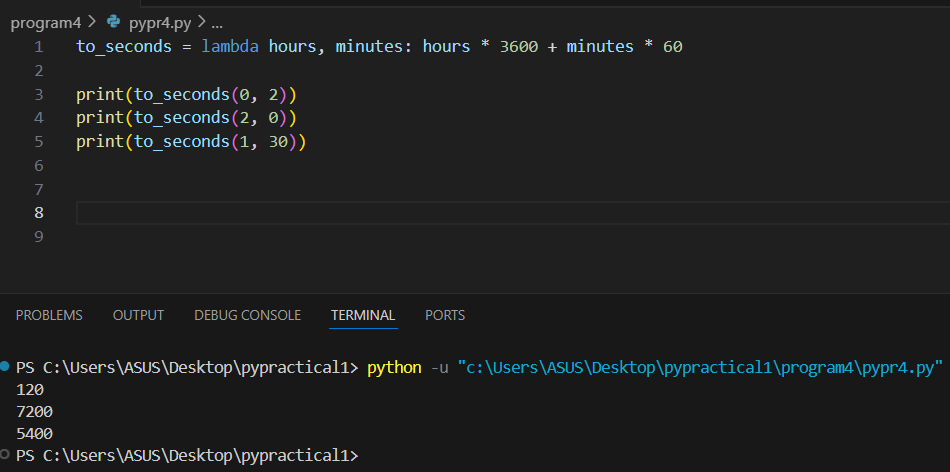 program4 > pypr4.py > ...
1 to_seconds = lambda hours, minutes: hours * 3600 + minutes * 60
2
3 print(to_seconds(0, 2))
4 print(to_seconds(2, 0))
5 print(to_seconds(1, 30))
6
7
8
9
PROBLEMS OUTPUT DEBUG CONSOLE TERMINAL PORTS
PS C:\Users\ASUS\Desktop\pypractical1> python -u "c:\Users\ASUS\Desktop\pypractical1\program4\pypr4.py"
120
7200
5400
PS C:\Users\ASUS\Desktop\pypractical1>